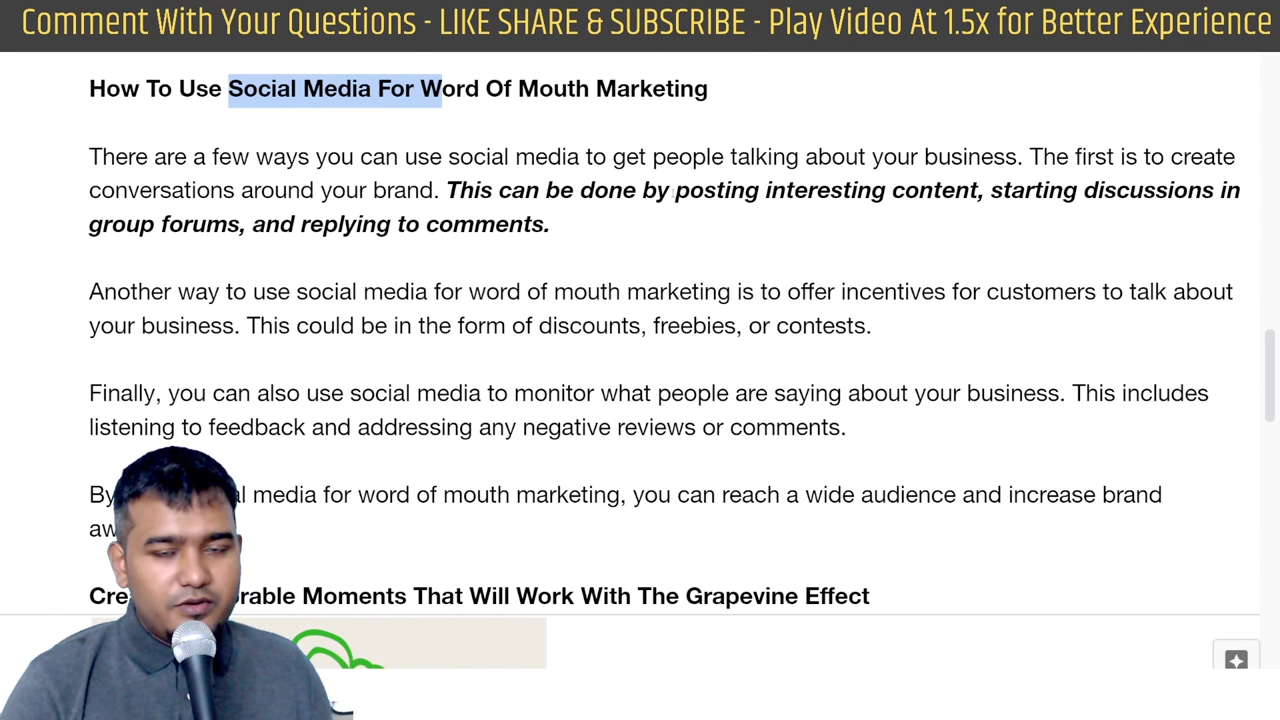 Comment With Your Questions - LIKE SHARE & SUBSCRIBE - Play Video At 1.5x for Better Experience
How To Use Social Media For Word Of Mouth Marketing
There are a few ways you can use social media to get people talking about your business. The first is to create
conversations around your brand. This can be done by posting interesting content, starting discussions in
group forums, and replying to comments.
Another way to use social media for word of mouth marketing is to offer incentives for customers to talk about
your business. This could be in the form of discounts, freebies, or contests.
Finally, you can also use social media to monitor what people are saying about your business. This includes
listening to feedback and addressing any negative reviews or comments.
By media for word of mouth marketing, you can reach a wide audience and increase brand
Moments That Will Work With The Grapevine Effect